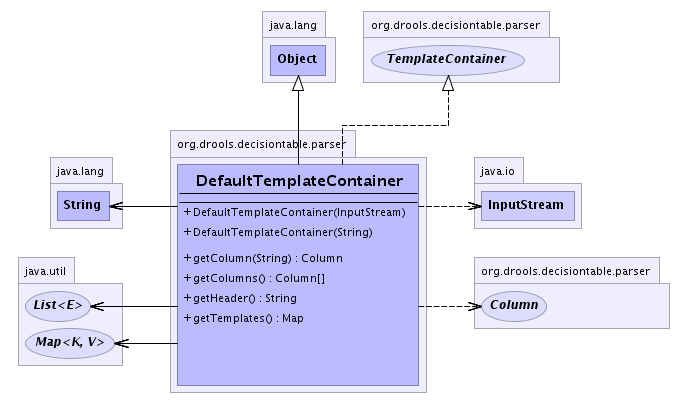 java.lang
Object
org.drools.decisiontable.parser
TemplateContainer
org.drools.decisiontable.parser
DefaultTemplateContainer
+DefaultTemplateContainer(InputStream)
+DefaultTemplateContainer(String)
+getColumn(String) : Column
+getColumns() : Column[]
+getHeader() : String
+getTemplates() : Map
java.lang
String
java.util
List<E>
Map<K, V>
java.io
InputStream
org.drools.decisiontable.parser
Column